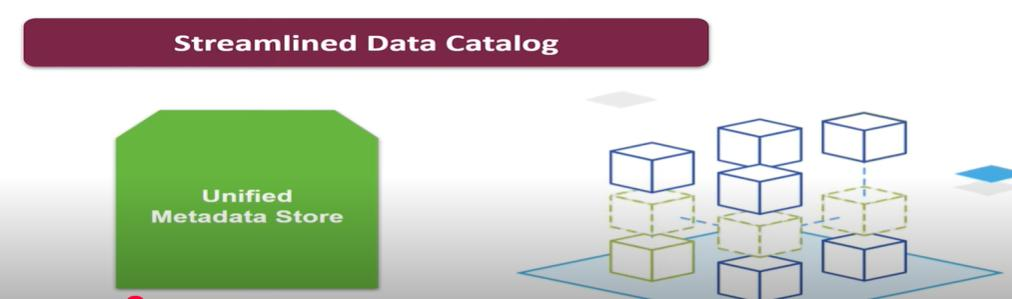 Streamlined Data Catalog
Unified
Metadata Store